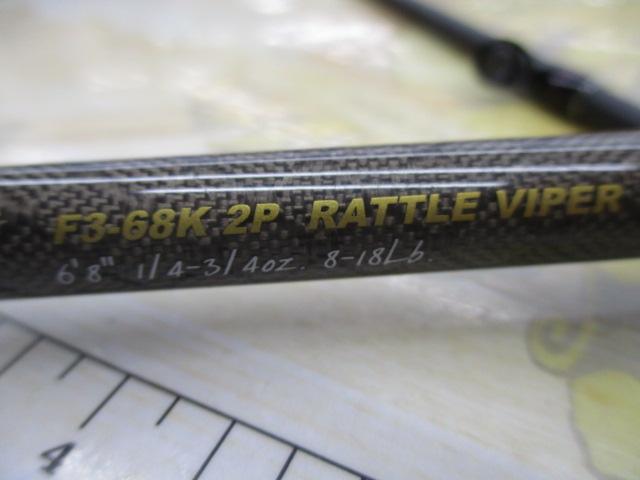 F3-68K 2P RATTLE VIPER
6'8" 1/4-3/4oz. 8-18Lb.
4